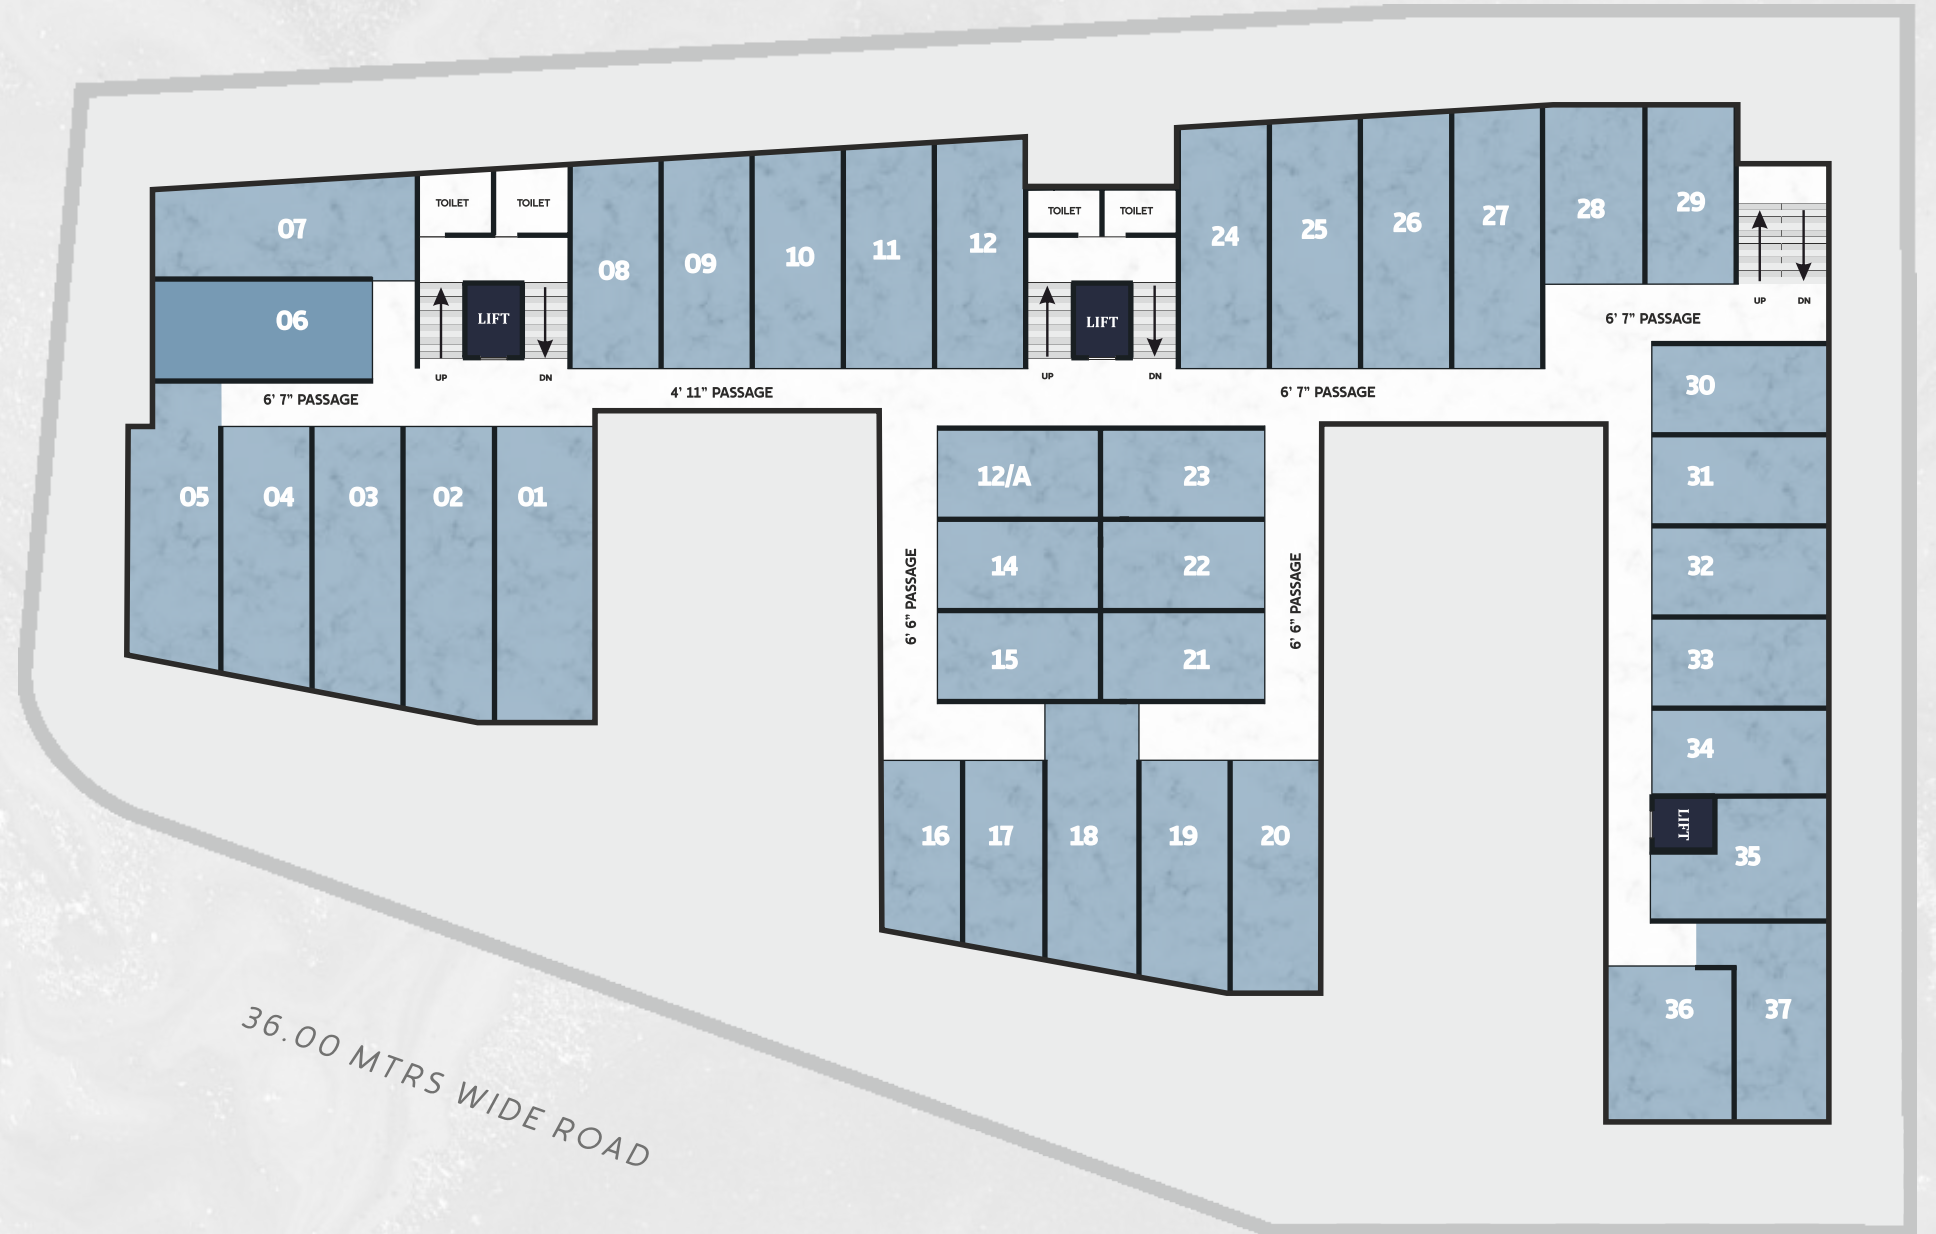 07
TOILET
TOILET
06
LIFT
UP
DN
6’ 7” PASSAGE
08
09
10
11
12
4’ 11” PASSAGE
TOILET
TOILET
LIFT
UP
DN
24
25
26
27
28
29
UP
DN
6’ 7” PASSAGE
6’ 7” PASSAGE
05
04
03
02
01
12/A
23
14
22
15
21
6’ 6” PASSAGE
6’ 6” PASSAGE
16
17
18
19
20
30
31
32
33
34
LIFT
35
36
37
36.00 MTRS WIDE ROAD